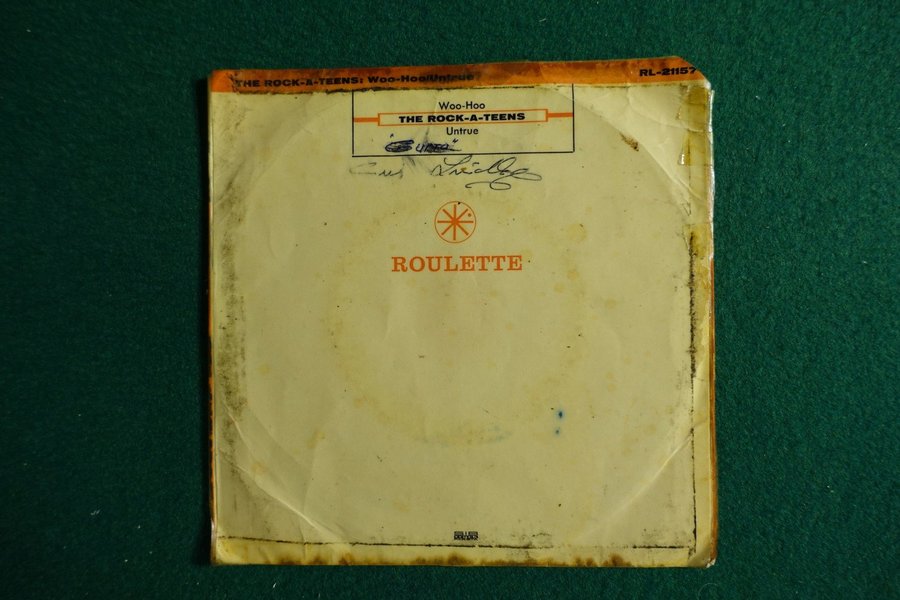 THE ROCK-A-TEENS: Woo-Hoo/Untrue
RL-21157
Woo-Hoo
THE ROCK-A-TEENS
Untrue
ROULETTE